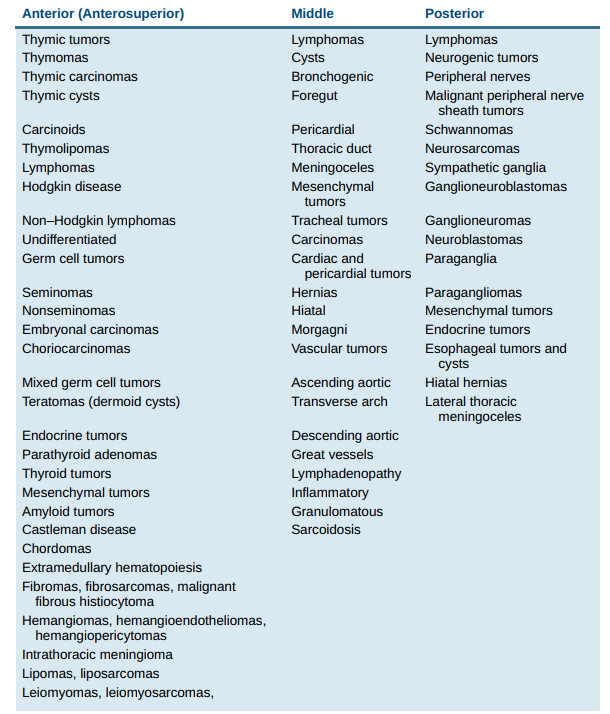 Anterior (Anterosuperior) Middle Posterior
Thymic tumors Lymphomas Lymphomas
Thymomas Cysts Neurogenic tumors
Thymic carcinomas Bronchogenic Peripheral nerves
Thymic cysts Foregut Malignant peripheral nerve
sheath tumors
Carcinoids Pericardial Schwannomas
Thymolipomas Thoracic duct Neurosarcomas
Lymphomas Meningoceles Sympathetic ganglia
Hodgkin disease Mesenchymal Ganglioneuroblastomas
tumors
Non–Hodgkin lymphomas Tracheal tumors Ganglioneuromas
Undifferentiated Carcinomas Neuroblastomas
Germ cell tumors Cardiac and Paraganglia
pericardial tumors
Seminomas Hernias Paragangliomas
Nonseminomas Hiatal Mesenchymal tumors
Embryonal carcinomas Morgagni Endocrine tumors
Choriocarcinomas Vascular tumors Esophageal tumors and
cysts
Mixed germ cell tumors Ascending aortic Hiatal hernias
Teratomas (dermoid cysts) Transverse arch Lateral thoracic
meningoceles
Endocrine tumors Descending aortic
Parathyroid adenomas Great vessels
Thyroid tumors Lymphadenopathy
Mesenchymal tumors Inflammatory
Amyloid tumors Granulomatous
Castleman disease Sarcoidosis
Chordomas
Extramedullary hematopoiesis
Fibromas, fibrosarcomas, malignant
fibrous histiocytoma
Hemangiomas, hemangioendotheliomas,
hemangiopericytomas
Intrathoracic meningioma
Lipomas, liposarcomas
Leiomyomas, leiomyosarcomas,